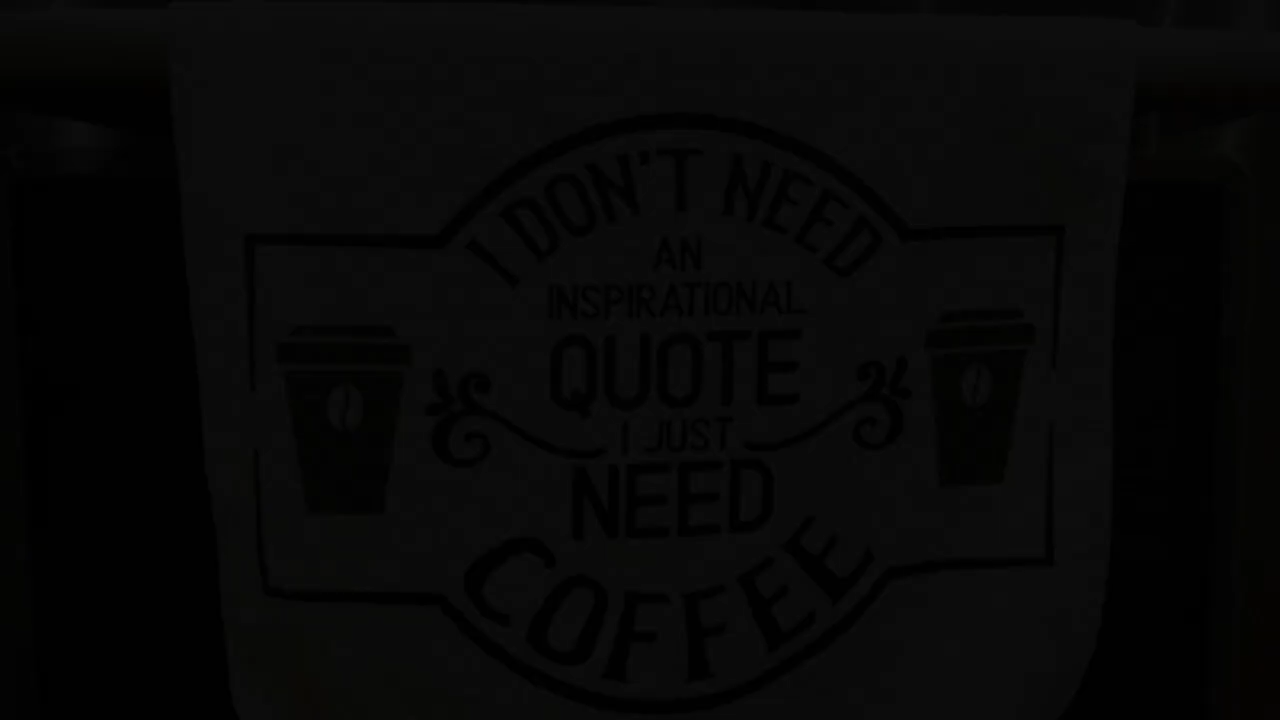 I DON'T NEED
AN
INSPIRATIONAL
QUOTE
I JUST
NEED
COFFEE